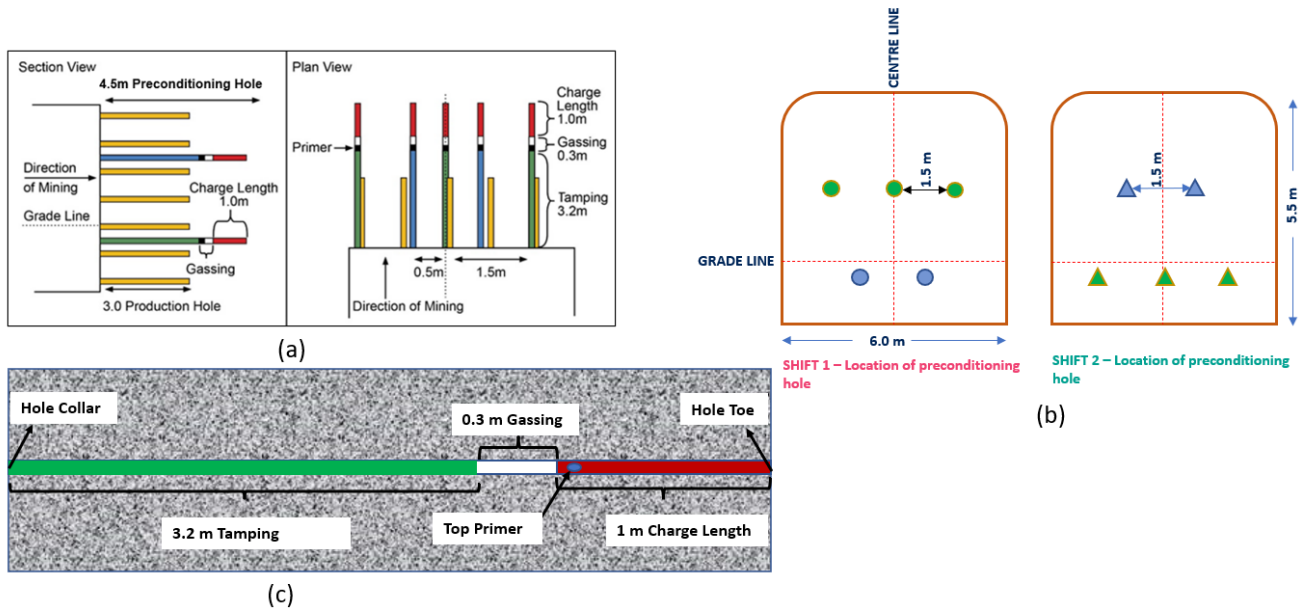 Section View
4.5m Preconditioning Hole
Direction
of Mining
Charge Length
1.0m
Grade Line
Gassing
3.0 Production Hole
Plan View
Charge
Length
1.0m
Primer
Gassing
0.3m
Tamping
3.2m
0.5m
1.5m
Direction of Mining
(a)
CENTRE LINE
1.5 m
GRADE LINE
6.0 m
SHIFT 1 – Location of preconditioning
hole
1.5 m
5.5 m
SHIFT 2 – Location of preconditioning
hole
(b)
Hole Collar
0.3 m Gassing
Hole Toe
3.2 m Tamping
Top Primer
1 m Charge Length
(c)